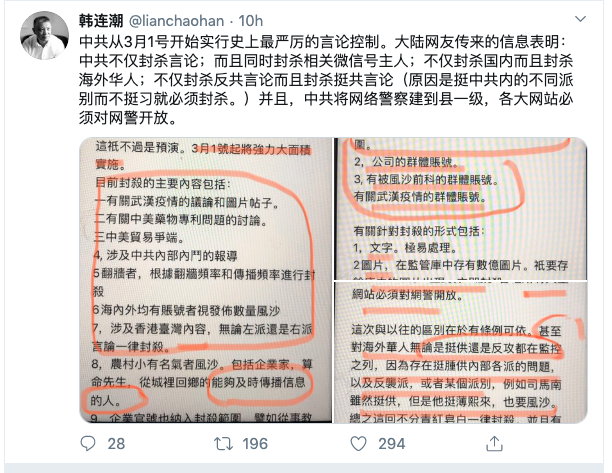 韩连潮 @lianchaohan · 10h
中共从3月1号开始实行史上最严厉的言论控制。大陆网友传来的信息表明：
中共不仅封杀言论；而且同时封杀相关微信号主人；不仅封杀国内而且封杀
海外华人；不仅封杀反共言论而且封杀挺共言论（原因是挺中共内的不同派
别而不挺习就必须封杀。）并且，中共将网络警察建到县一级，各大网站必
须对网警开放。
這祇不過是預演。3月1號起將強力大面積
實施。
目前封殺的主要內容包括：
一有關武漢疫情的議論和圖片帖子。
二有關中美藥物專利問題的討論。
三中美貿易爭端。
4, 涉及中共內部內鬥的報導
5翻牆者，根據翻牆頻率和傳播頻率進行封
殺
6海內外均有賬號者視發佈數量風沙
7，涉及香港臺灣內容，無論左派還是右派
言論一律封殺。
8，農村小有名氣者風沙。包括企業家，算
命先生，從城裡回鄉的能夠及時傳播信息
的人。
9，企業官號也納入封殺範圍，譬如從事教
圍。
2，公司的群體賬號。
3, 有被風沙前科的群體賬號。
有關武漢疫情的群體賬號。
有關針對封殺的形式包括：
1，文字。極易處理。
2圖片，在監管庫中存有數億圖片。祇要存
網站必須對網警開放。
這次與以往的區別在於有條例可依。甚至
對海外華人無論是挺供還是反攻都在監控
之列，因為存在挺腫供內部各派的問題，
以及反襲派，或者某個派別，例如司馬南
雖然挺供，但是他挺薄熙來，也要風沙。
總之這回不分青紅皂白一律封殺，並且有
28
196
294